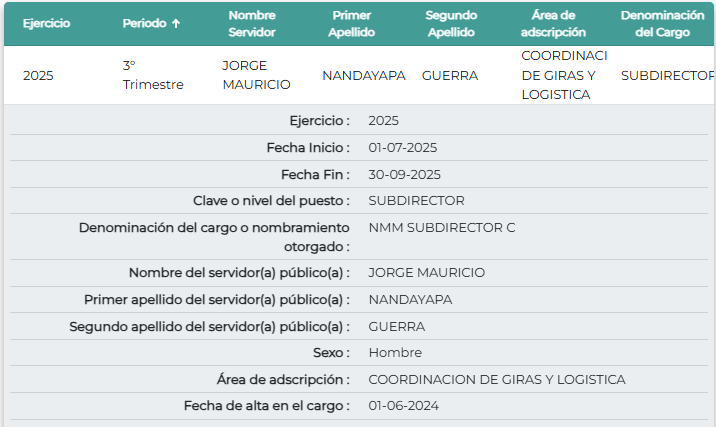 Ejercicio Periodo ↑ Nombre Servidor Primer Apellido Segundo Apellido Área de adscripción Denominación del Cargo
2025 3° Trimestre JORGE MAURICIO NANDAYAPA GUERRA COORDINACI DE GIRAS Y LOGISTICA SUBDIRECTOR
Ejercicio : 2025
Fecha Inicio : 01-07-2025
Fecha Fin : 30-09-2025
Clave o nivel del puesto : SUBDIRECTOR
Denominación del cargo o nombramiento otorgado : NMM SUBDIRECTOR C
Nombre del servidor(a) público(a) : JORGE MAURICIO
Primer apellido del servidor(a) público(a) : NANDAYAPA
Segundo apellido del servidor(a) público(a) : GUERRA
Sexo : Hombre
Área de adscripción : COORDINACION DE GIRAS Y LOGISTICA
Fecha de alta en el cargo : 01-06-2024